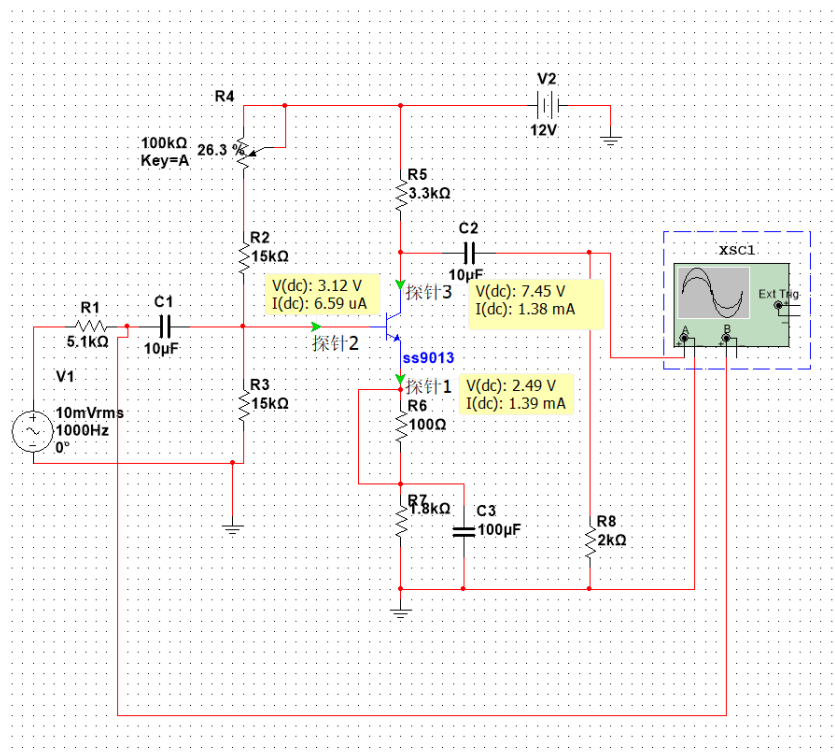 V2
12V
R4
100kΩ
Key=A
26.3 %
R5
3.3kΩ
R2
15kΩ
C2
10µF
XSC1
Ext Trig
A
B
V(dc): 3.12 V
I(dc): 6.59 uA
探针3
V(dc): 7.45 V
I(dc): 1.38 mA
R1
5.1kΩ
C1
10µF
探针2
ss9013
V1
10mVrms
1000Hz
0°
R3
15kΩ
探针1
V(dc): 2.49 V
I(dc): 1.39 mA
R6
100Ω
R7
1.8kΩ
C3
100µF
R8
2kΩ